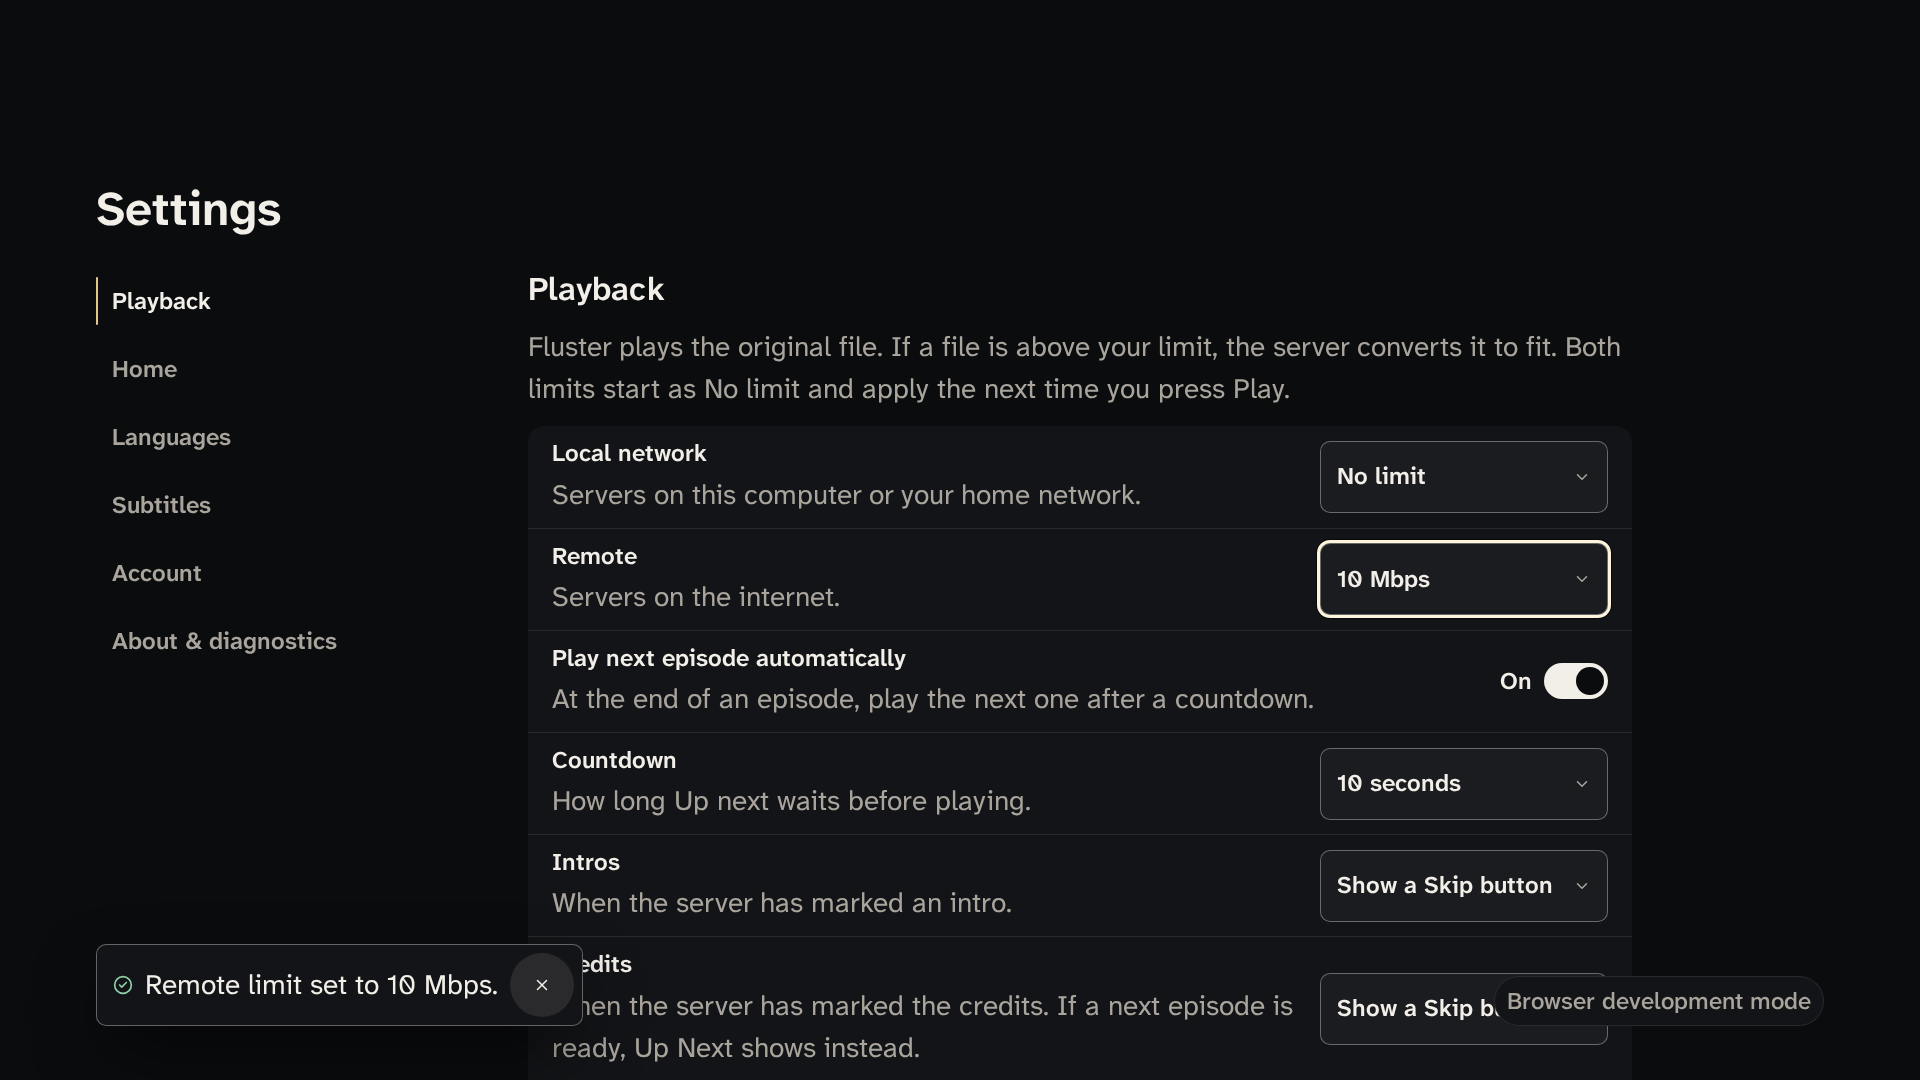 Settings
Playback
Home
Languages
Subtitles
Account
About & diagnostics
Playback
Fluster plays the original file. If a file is above your limit, the server converts it to fit. Both
limits start as No limit and apply the next time you press Play.
Local network
Servers on this computer or your home network.
No limit
Remote
Servers on the internet.
10 Mbps
Play next episode automatically
At the end of an episode, play the next one after a countdown.
On
Countdown
How long Up next waits before playing.
10 seconds
Intros
When the server has marked an intro.
Show a Skip button
edits
hen the server has marked the credits. If a next episode is
ready, Up Next shows instead.
Show a Skip b
Remote limit set to 10 Mbps.
Browser development mode